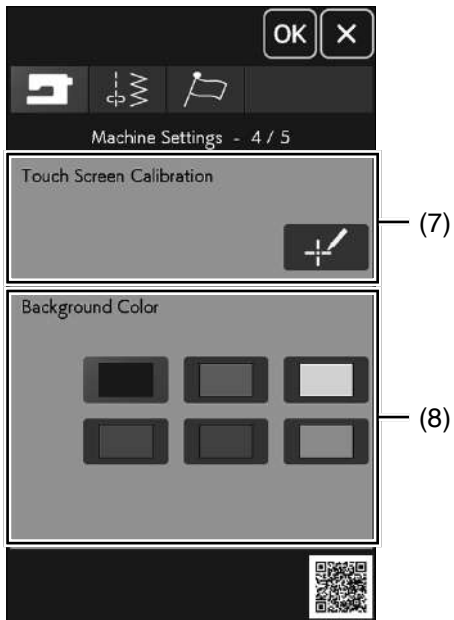 OK
Machine Settings - 4 / 5
Touch Screen Calibration
(7)
Background Color
(8)